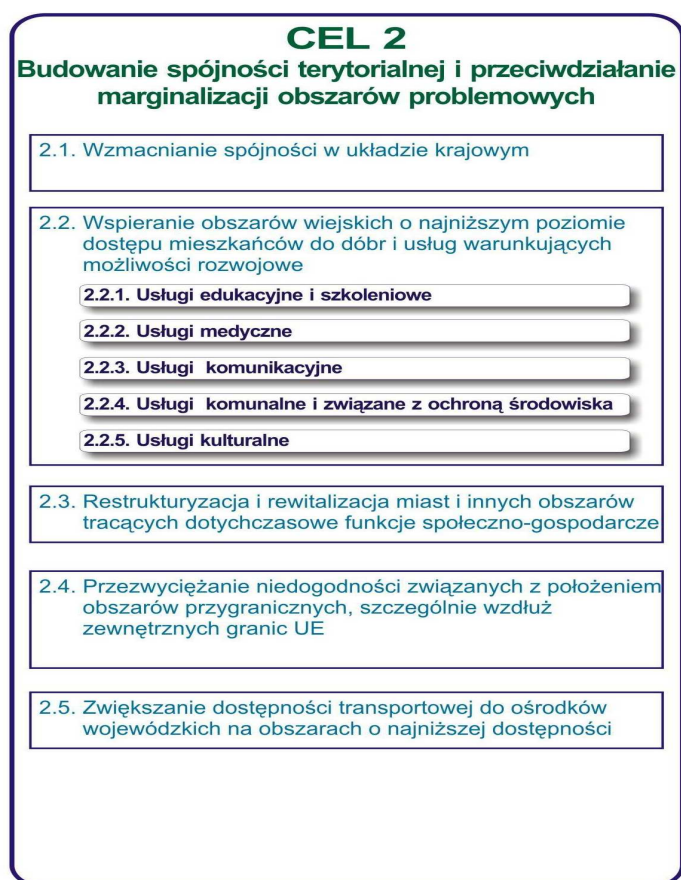 CEL 2
Budowanie spójności terytorialnej i przeciwdziałanie
marginalizacji obszarów problemowych
2.1. Wzmacnianie spójności w układzie krajowym
2.2. Wspieranie obszarów wiejskich o najniższym poziomie
dostępu mieszkańców do dóbr i usług warunkujących
możliwości rozwojowe
2.2.1. Usługi edukacyjne i szkoleniowe
2.2.2. Usługi medyczne
2.2.3. Usługi komunikacyjne
2.2.4. Usługi komunalne i związane z ochroną środowiska
2.2.5. Usługi kulturalne
2.3. Restrukturyzacja i rewitalizacja miast i innych obszarów
tracących dotychczasowe funkcje społeczno-gospodarcze
2.4. Przezwyciężanie niedogodności związanych z położeniem
obszarów przygranicznych, szczególnie wzdłuż
zewnętrznych granic UE
2.5. Zwiększanie dostępności transportowej do ośrodków
wojewódzkich na obszarach o najniższej dostępności